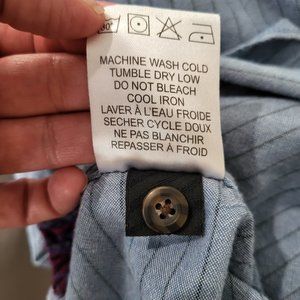 MACHINE WASH COLD
TUMBLE DRY LOW
DO NOT BLEACH
COOL IRON
LAVER À L'EAU FROIDE
SECHER CYCLE DOUX
NE PAS BLANCHIR
REPASSER À FROID